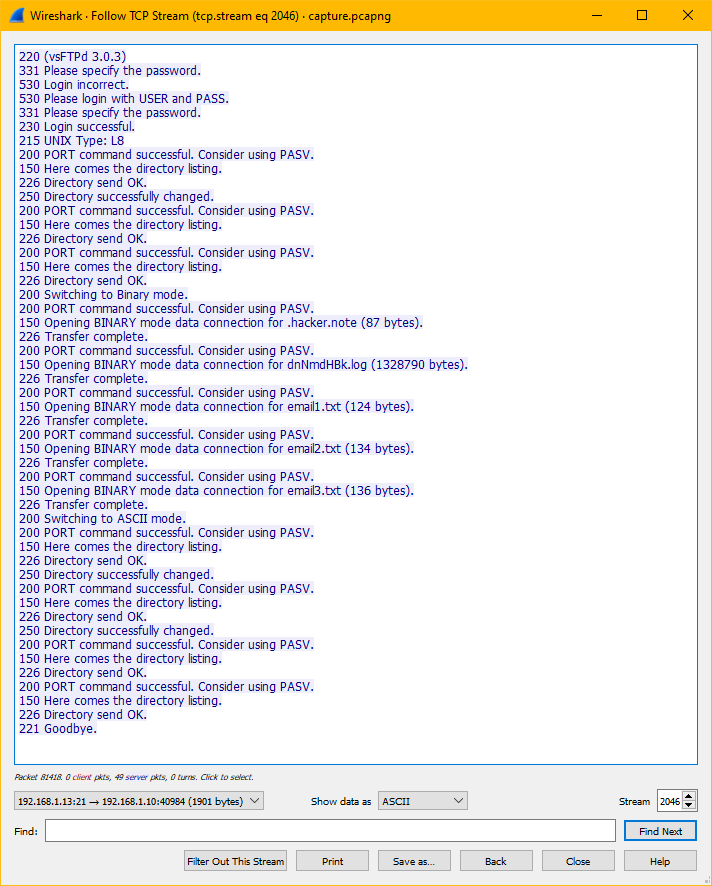 Wireshark · Follow TCP Stream (tcp.stream eq 2046) · capture.pcapng
220 (vsFTPd 3.0.3)
331 Please specify the password.
530 Login incorrect.
530 Please login with USER and PASS.
331 Please specify the password.
230 Login successful.
215 UNIX Type: L8
200 PORT command successful. Consider using PASV.
150 Here comes the directory listing.
226 Directory send OK.
250 Directory successfully changed.
200 PORT command successful. Consider using PASV.
150 Here comes the directory listing.
226 Directory send OK.
200 PORT command successful. Consider using PASV.
150 Here comes the directory listing.
226 Directory send OK.
200 Switching to Binary mode.
200 PORT command successful. Consider using PASV.
150 Opening BINARY mode data connection for .hacker.note (87 bytes).
226 Transfer complete.
200 PORT command successful. Consider using PASV.
150 Opening BINARY mode data connection for dnNmdHBk.log (1328790 bytes).
226 Transfer complete.
200 PORT command successful. Consider using PASV.
150 Opening BINARY mode data connection for email1.txt (124 bytes).
226 Transfer complete.
200 PORT command successful. Consider using PASV.
150 Opening BINARY mode data connection for email2.txt (134 bytes).
226 Transfer complete.
200 PORT command successful. Consider using PASV.
150 Opening BINARY mode data connection for email3.txt (136 bytes).
226 Transfer complete.
200 Switching to ASCII mode.
200 PORT command successful. Consider using PASV.
150 Here comes the directory listing.
226 Directory send OK.
250 Directory successfully changed.
200 PORT command successful. Consider using PASV.
150 Here comes the directory listing.
226 Directory send OK.
250 Directory successfully changed.
200 PORT command successful. Consider using PASV.
150 Here comes the directory listing.
226 Directory send OK.
200 PORT command successful. Consider using PASV.
150 Here comes the directory listing.
226 Directory send OK.
221 Goodbye.
Packet 81418. 0 client pkts, 49 server pkts, 0 turns. Click to select.
192.168.1.13:21 → 192.168.1.10:40984 (1901 bytes) Show data as ASCII Stream 2046
Find: Find Next
Filter Out This Stream Print Save as... Back Close Help